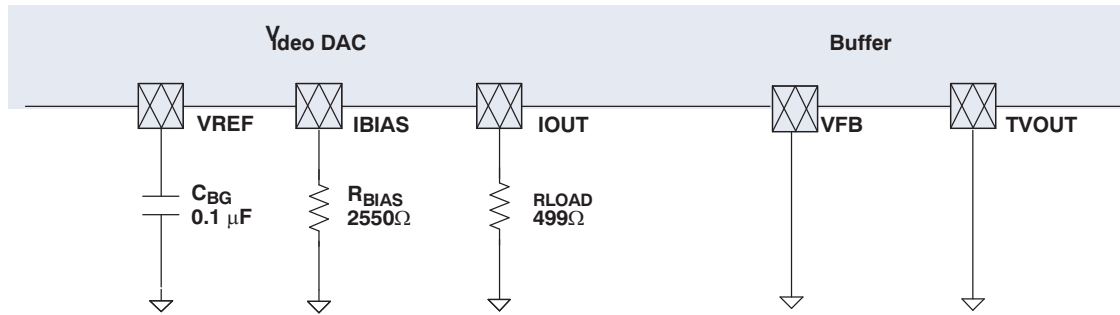 Video DAC
Buffer
VREF
IBIAS
IOUT
VFB
TVOUT
CBG
0.1 μF
RBIAS
2550Ω
RLOAD
499Ω